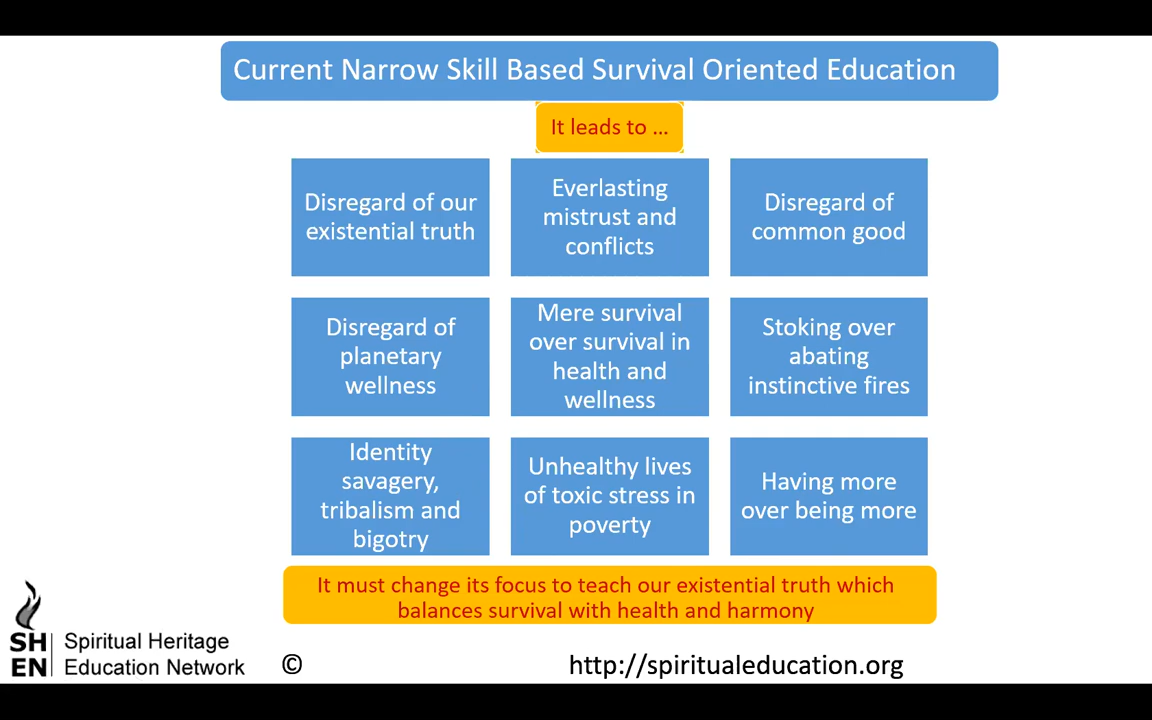 Current Narrow Skill Based Survival Oriented Education
It leads to ...
Disregard of our
existential truth
Everlasting
mistrust and
conflicts
Disregard of
common good
Disregard of
planetary
wellness
Mere survival
over survival in
health and
wellness
Stoking over
abating
instinctive fires
Identity
savagery,
tribalism and
bigotry
Unhealthy lives
of toxic stress in
poverty
Having more
over being more
It must change its focus to teach our existential truth which
balances survival with health and harmony
SH
EN
Spiritual Heritage
Education Network
©
http://spiritualeducation.org